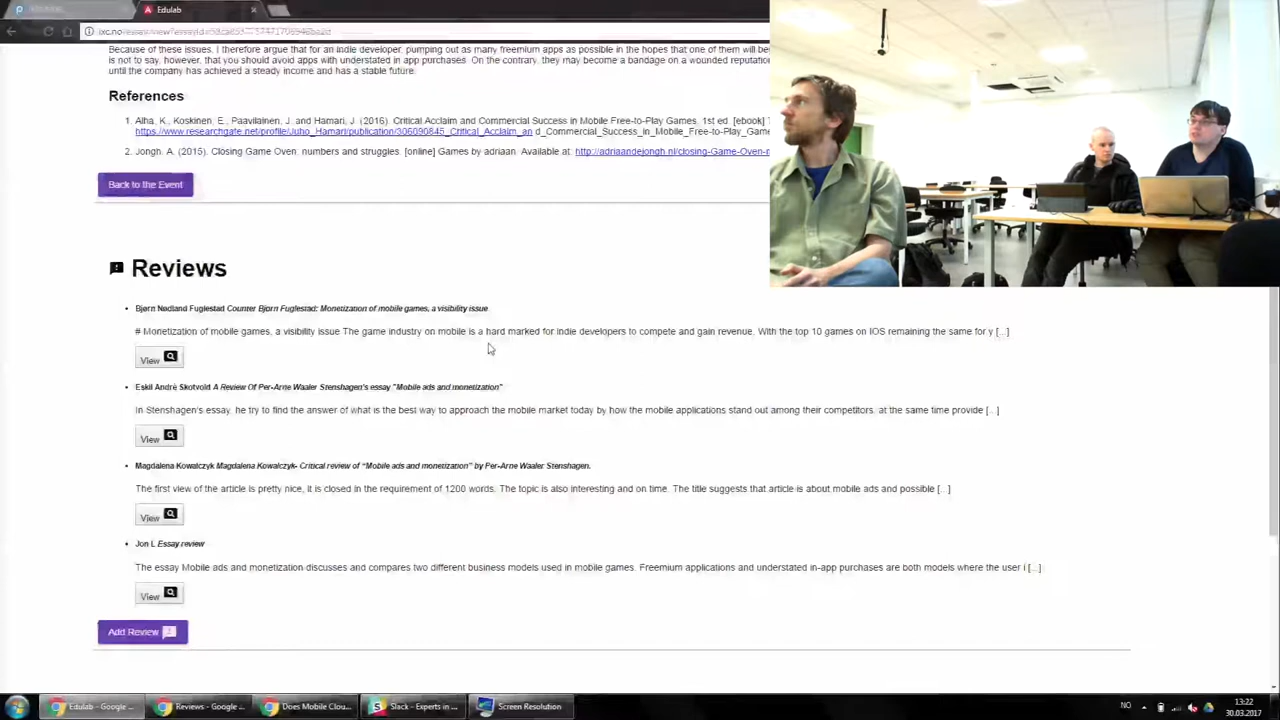 Edulab
Because of these issues, I therefore argue that for an indie developer, pumping out as many freemium apps as possible in the hopes that one of them will be
is not to say, however, that you should avoid apps with understated in app purchases. On the contrary, they may become a bandage on a wounded reputation
until the company has achieved a steady income and has a stable future.
References
1. Alha, K., Koskinen, E., Paavilainen, J. and Hamari, J. (2016). Critical Acclaim and Commercial Success in Mobile Free-to-Play Games. 1st ed. [ebook] T
https://www.researchgate.net/profile/Juho_Hamari/publication/306090845_Critical_Acclaim_an d_Commercial_Success_in_Mobile_Free-to-Play_Game
2. Jongh, A. (2015). Closing Game Oven, numbers and struggles. [online] Games by adriaan. Available at: http://adriaandejongh.nl/closing-Game-Oven-n
Back to the Event
Reviews
• Bjørn Nødland Fuglestad Counter Bjorn Fuglestad: Monetization of mobile games, a visibility issue
# Monetization of mobile games, a visibility issue The game industry on mobile is a hard marked for indie developers to compete and gain revenue. With the top 10 games on IOS remaining the same for y [...]
View
• Eskil André Skotvold A Review Of Per-Arne Waaler Stenshagen's essay "Mobile ads and monetization"
In Stenshagen's essay, he try to find the answer of what is the best way to approach the mobile market today by how the mobile applications stand out among their competitors, at the same time provide [...]
View
• Magdalena Kowalczyk Magdalena Kowalczyk- Critical review of "Mobile ads and monetization" by Per-Arne Waaler Stenshagen.
The first view of the article is pretty nice, it is closed in the requirement of 1200 words. The topic is also interesting and on time. The title suggests that article is about mobile ads and possible [...]
View
• Jon L Essay review
The essay Mobile ads and monetization discusses and compares two different business models used in mobile games. Freemium applications and understated in-app purchases are both models where the user i [...]
View
Add Review
Edulab - Google ...
Reviews - Google ...
Does Mobile Clou...
Slack - Experts in ...
Screen Resolution
NO
13:22
30.03.2017